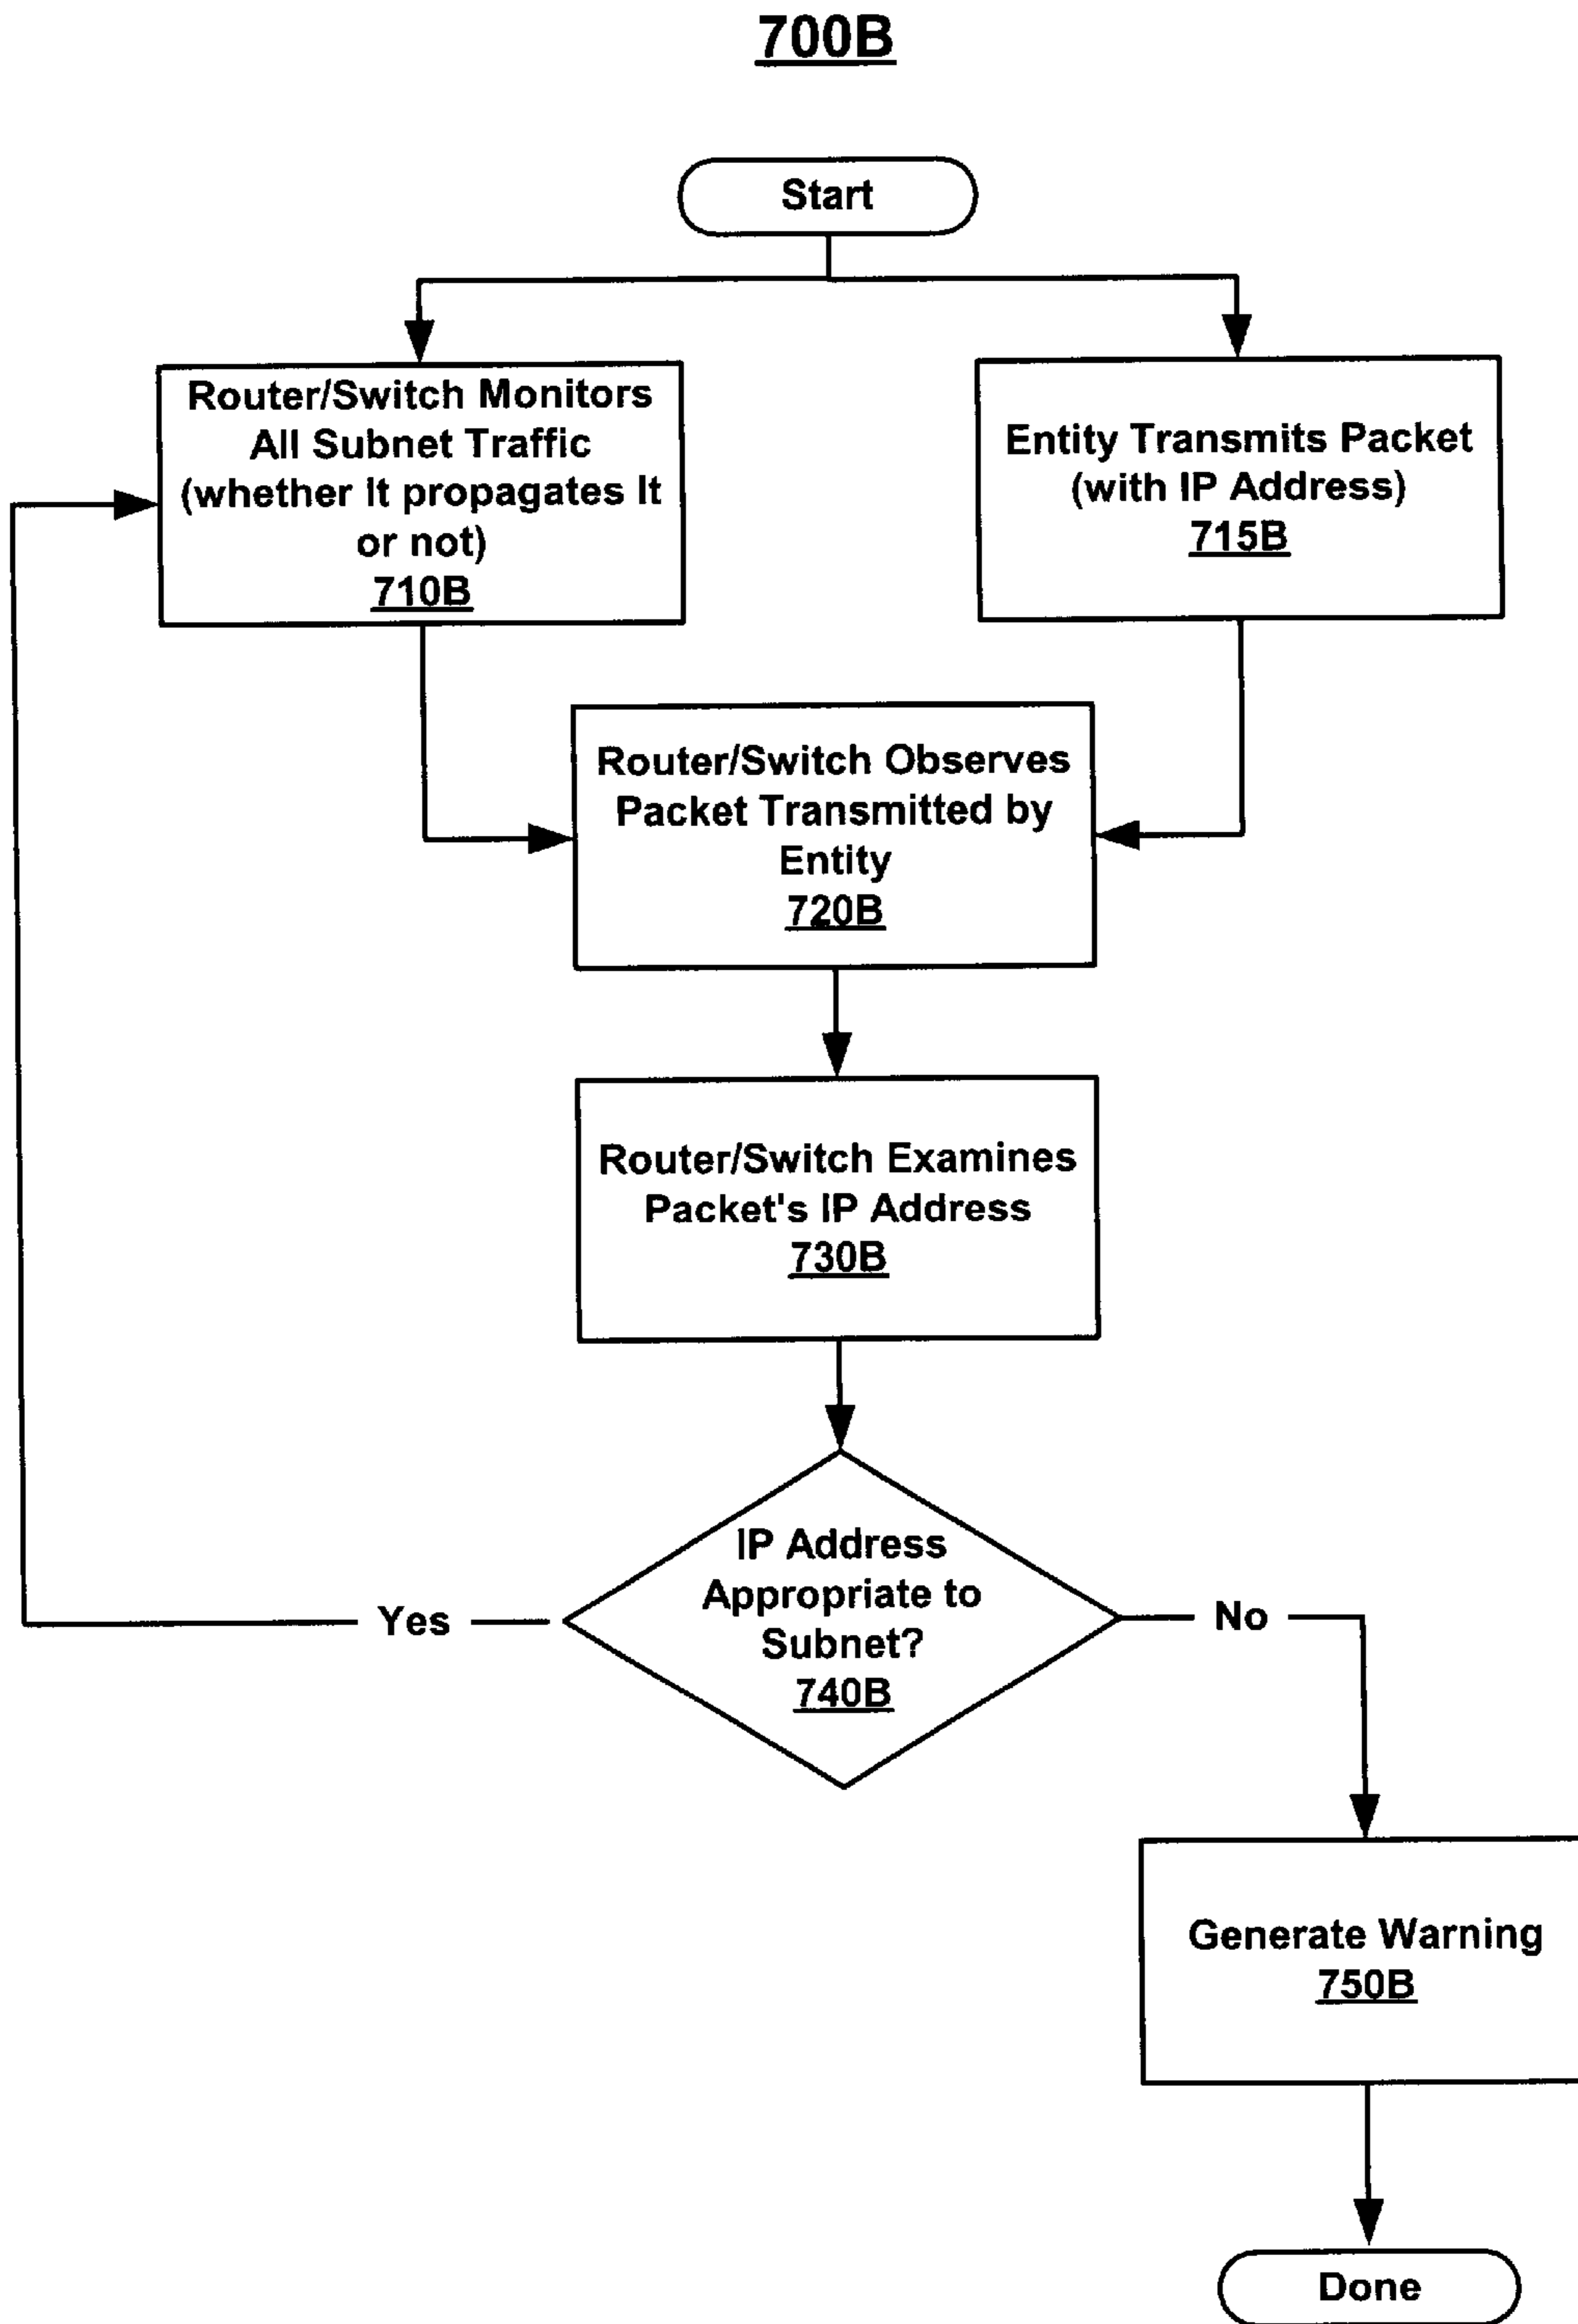 700B
Start
Router/Switch Monitors
All Subnet Traffic
(whether It propagates It
or not)
710B
Entity Transmits Packet
(with IP Address)
715B
Router/Switch Observes
Packet Transmitted by
Entity
720B
Router/Switch Examines
Packet's IP Address
730B
IP Address
Appropriate to
Subnet?
740B
Yes
No
Generate Warning
750B
Done